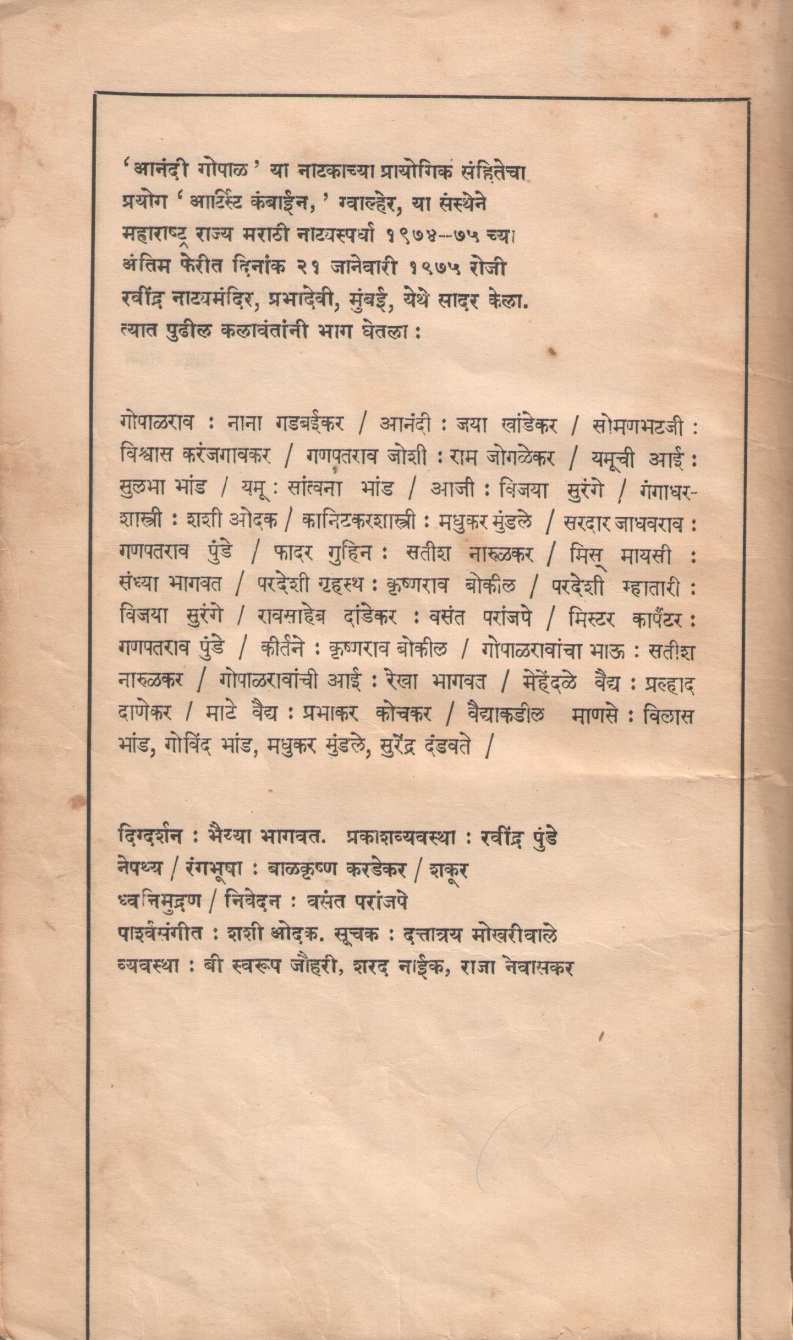 ‘आनंदी गोपाळ’ या नाटकाच्या प्रायोगिक संहितेचा
प्रयोग ‘आर्टिस्ट कंबाईन,’ ग्वाल्हेर, या संस्थेने
महाराष्ट्र राज्य मराठी नाट्यस्पर्धा १९७४-७५ च्या
अंतिम फेरीत दिनांक २१ जानेवारी १९७५ रोजी
रवींद्र नाट्यमंदिर, प्रभादेवी, मुंबई, येथे सादर केला.
त्यात पुढील कलावंतांनी भाग घेतला :
गोपाळराव : नाना गडबईकर / आनंदी : जया खांडेकर / सोमणभटजी :
विश्वास करंजगावकर / गणपतराव जोशी : राम जोगळेकर / यमूची आई :
सुलभा भांड / यमू : सांत्वना भांड / आजी : विजया सुरंगे / गंगाधर-
शास्त्री : शशी ओदक / कानिटकरशास्त्री : मधुकर मुंडले / सरदार जाधवराव :
गणपतराव पुंडे / फादर गुहिन : सतीश नारुळकर / मिस् मायसी :
संध्या भागवत / परदेशी गृहस्थ : कृष्णराव बोकील / परदेशी म्हातारी :
विजया सुरंगे / रावसाहेब दांडेकर : वसंत परांजपे / मिस्टर कार्पेंटर :
गणपतराव पुंडे / कीर्तने : कृष्णराव बोकील / गोपाळरावांचा भाऊ : सतीश
नारुळकर / गोपाळरावांची आई : रेखा भागवत / मेहेंदळे वैद्य : प्रल्हाद
दाणेकर / माटे वैद्य : प्रभाकर कोचकर / वैद्याकडील माणसे : विलास
भांड, गोविंद भांड, मधुकर मुंडले, सुरेंद्र दंडवते /
दिग्दर्शन : भैय्या भागवत. प्रकाशव्यवस्था : रवींद्र पुंडे
नेपथ्य / रंगभूषा : बाळकृष्ण करडेकर / शकूर
ध्वनिमुद्रण / निवेदन : वसंत परांजपे
पार्श्वसंगीत : शशी ओदक. सूचक : दत्तात्रय मोखरीवाले
व्यवस्था : बी स्वरूप जौहरी, शरद नाईक, राजा नेवासकर